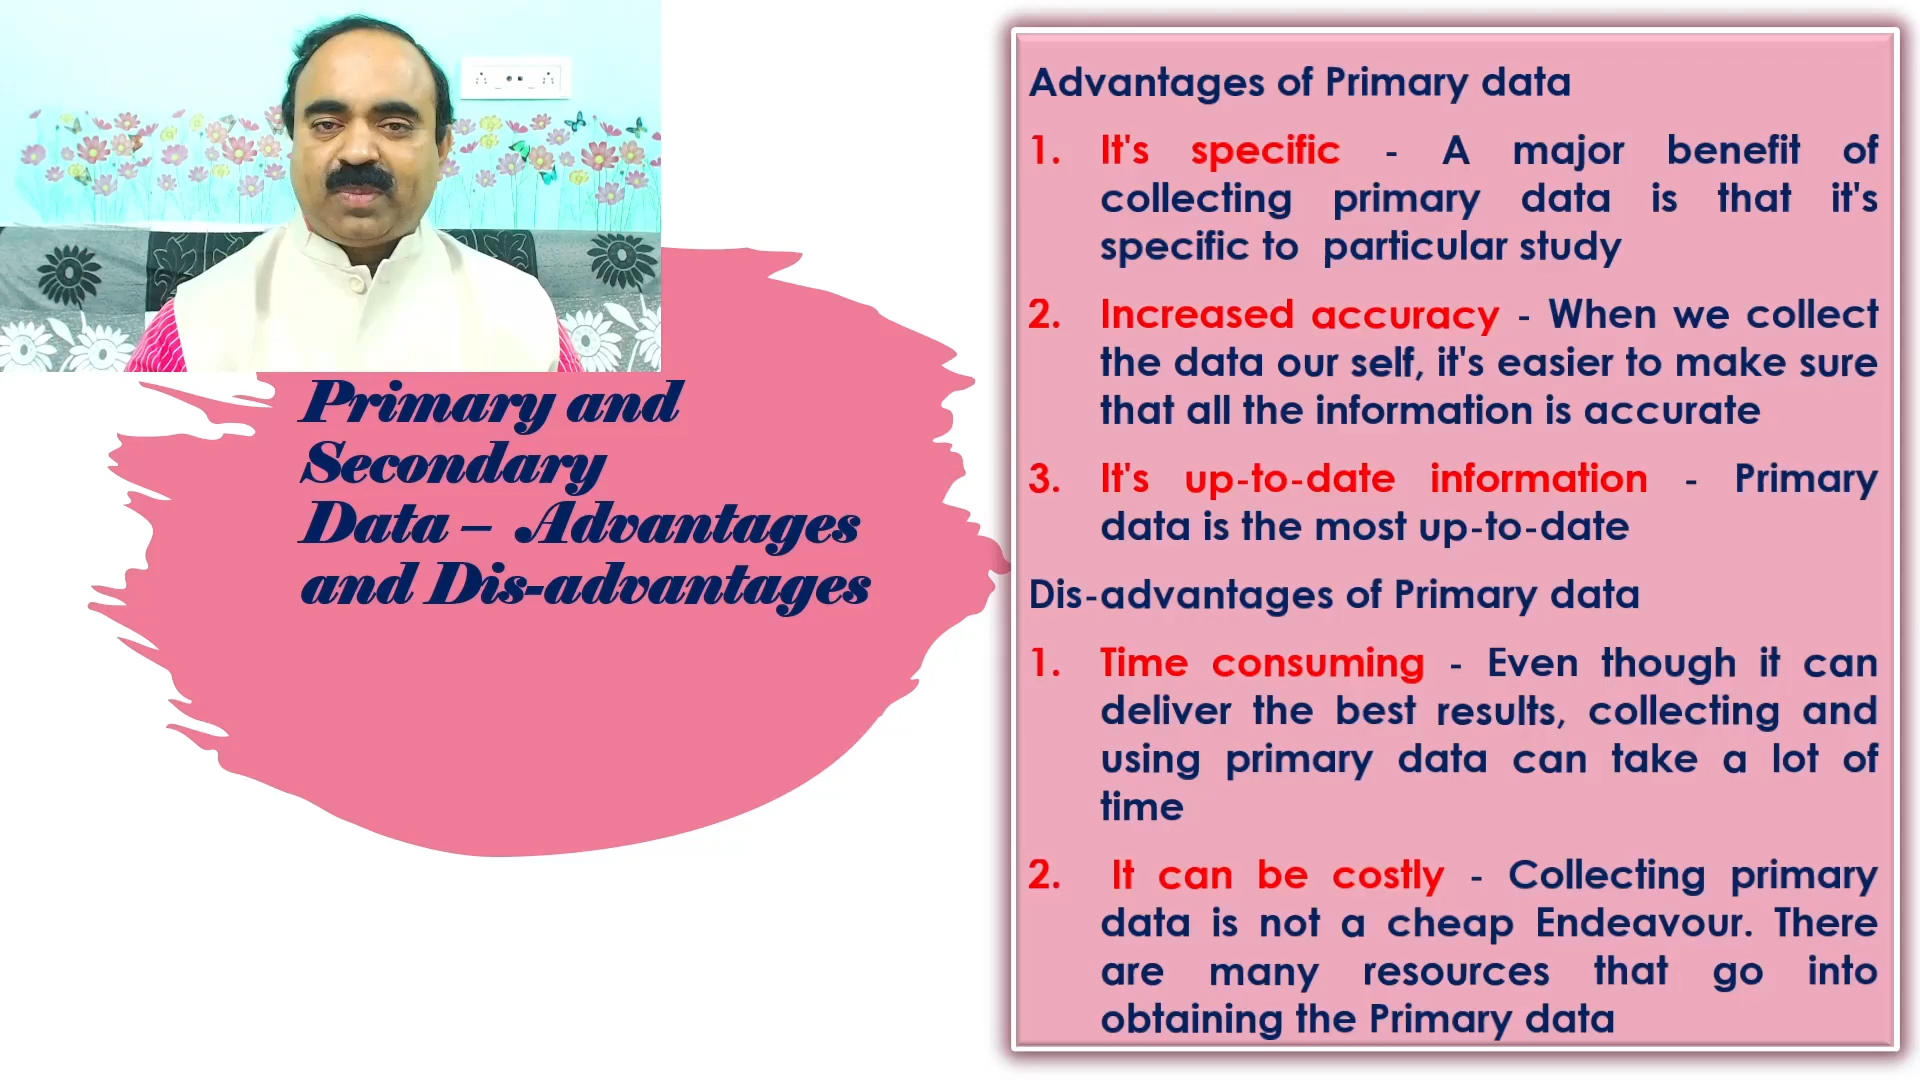 Primary and
Secondary
Data – Advantages
and Dis-advantages
Advantages of Primary data
1. It's specific - A major benefit of
collecting primary data is that it's
specific to particular study
2. Increased accuracy - When we collect
the data our self, it's easier to make sure
that all the information is accurate
3. It's up-to-date information - Primary
data is the most up-to-date
Dis-advantages of Primary data
1. Time consuming - Even though it can
deliver the best results, collecting and
using primary data can take a lot of
time
2. It can be costly - Collecting primary
data is not a cheap Endeavour. There
are many resources that go into
obtaining the Primary data